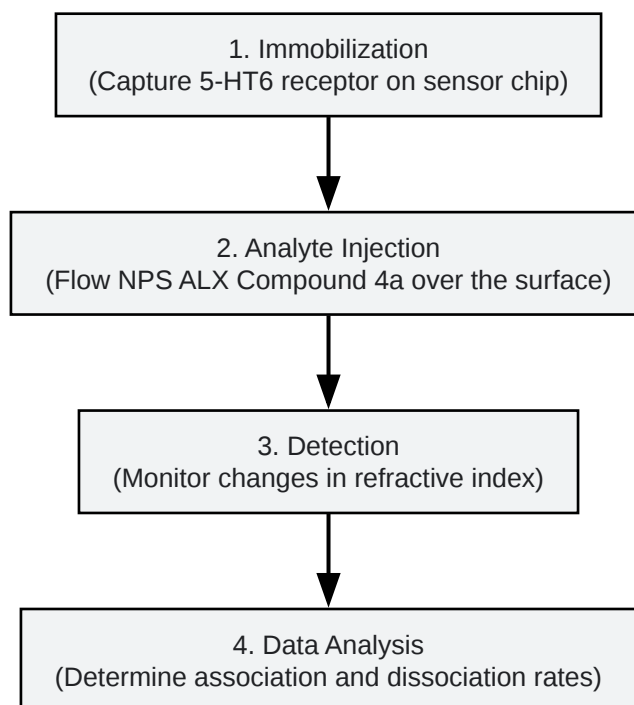 1. Immobilization
(Capture 5-HT6 receptor on sensor chip)
2. Analyte Injection
(Flow NPS ALX Compound 4a over the surface)
3. Detection
(Monitor changes in refractive index)
4. Data Analysis
(Determine association and dissociation rates)